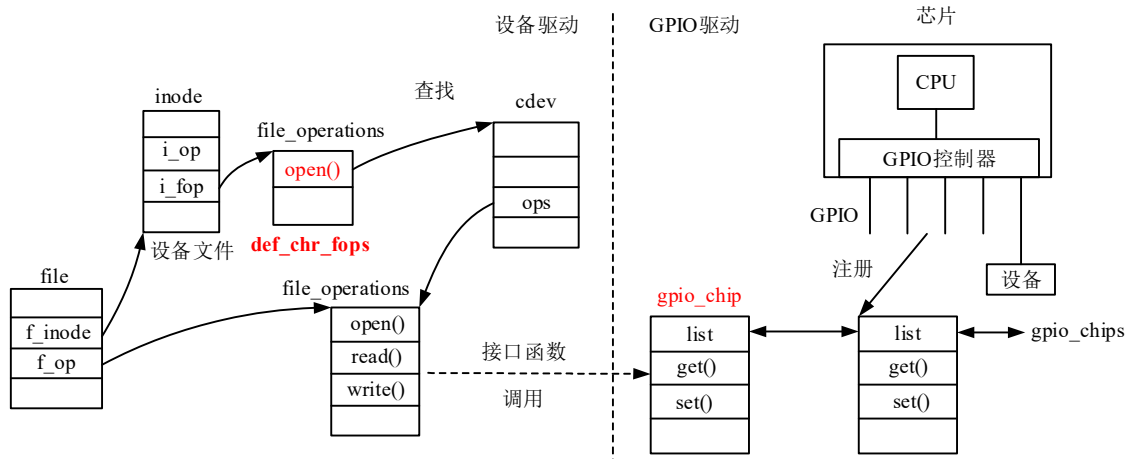 设备驱动
GPIO驱动
芯片
CPU
GPIO控制器
GPIO
设备
注册
inode
i_op
i_fop
设备文件
file_operations
open()
def_chr_fops
查找
cdev
ops
file
f_inode
f_op
file_operations
open()
read()
write()
接口函数
调用
gpio_chip
list
get()
set()
list
get()
set()
gpio_chips